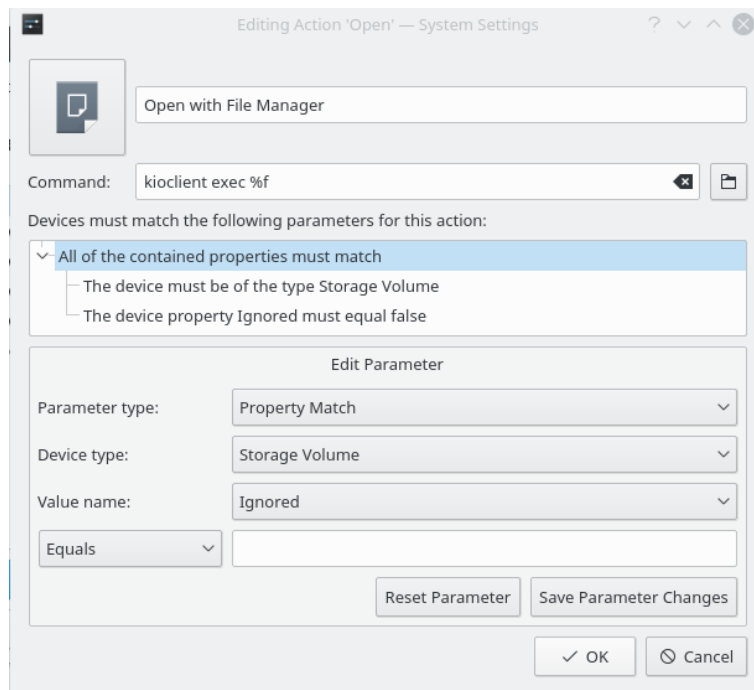 Editing Action 'Open' — System Settings
Open with File Manager
Command: kioclient exec %f
Devices must match the following parameters for this action:
All of the contained properties must match
The device must be of the type Storage Volume
The device property Ignored must equal false
Edit Parameter
Parameter type: Property Match
Device type: Storage Volume
Value name: Ignored
Equals
Reset Parameter Save Parameter Changes
OK Cancel